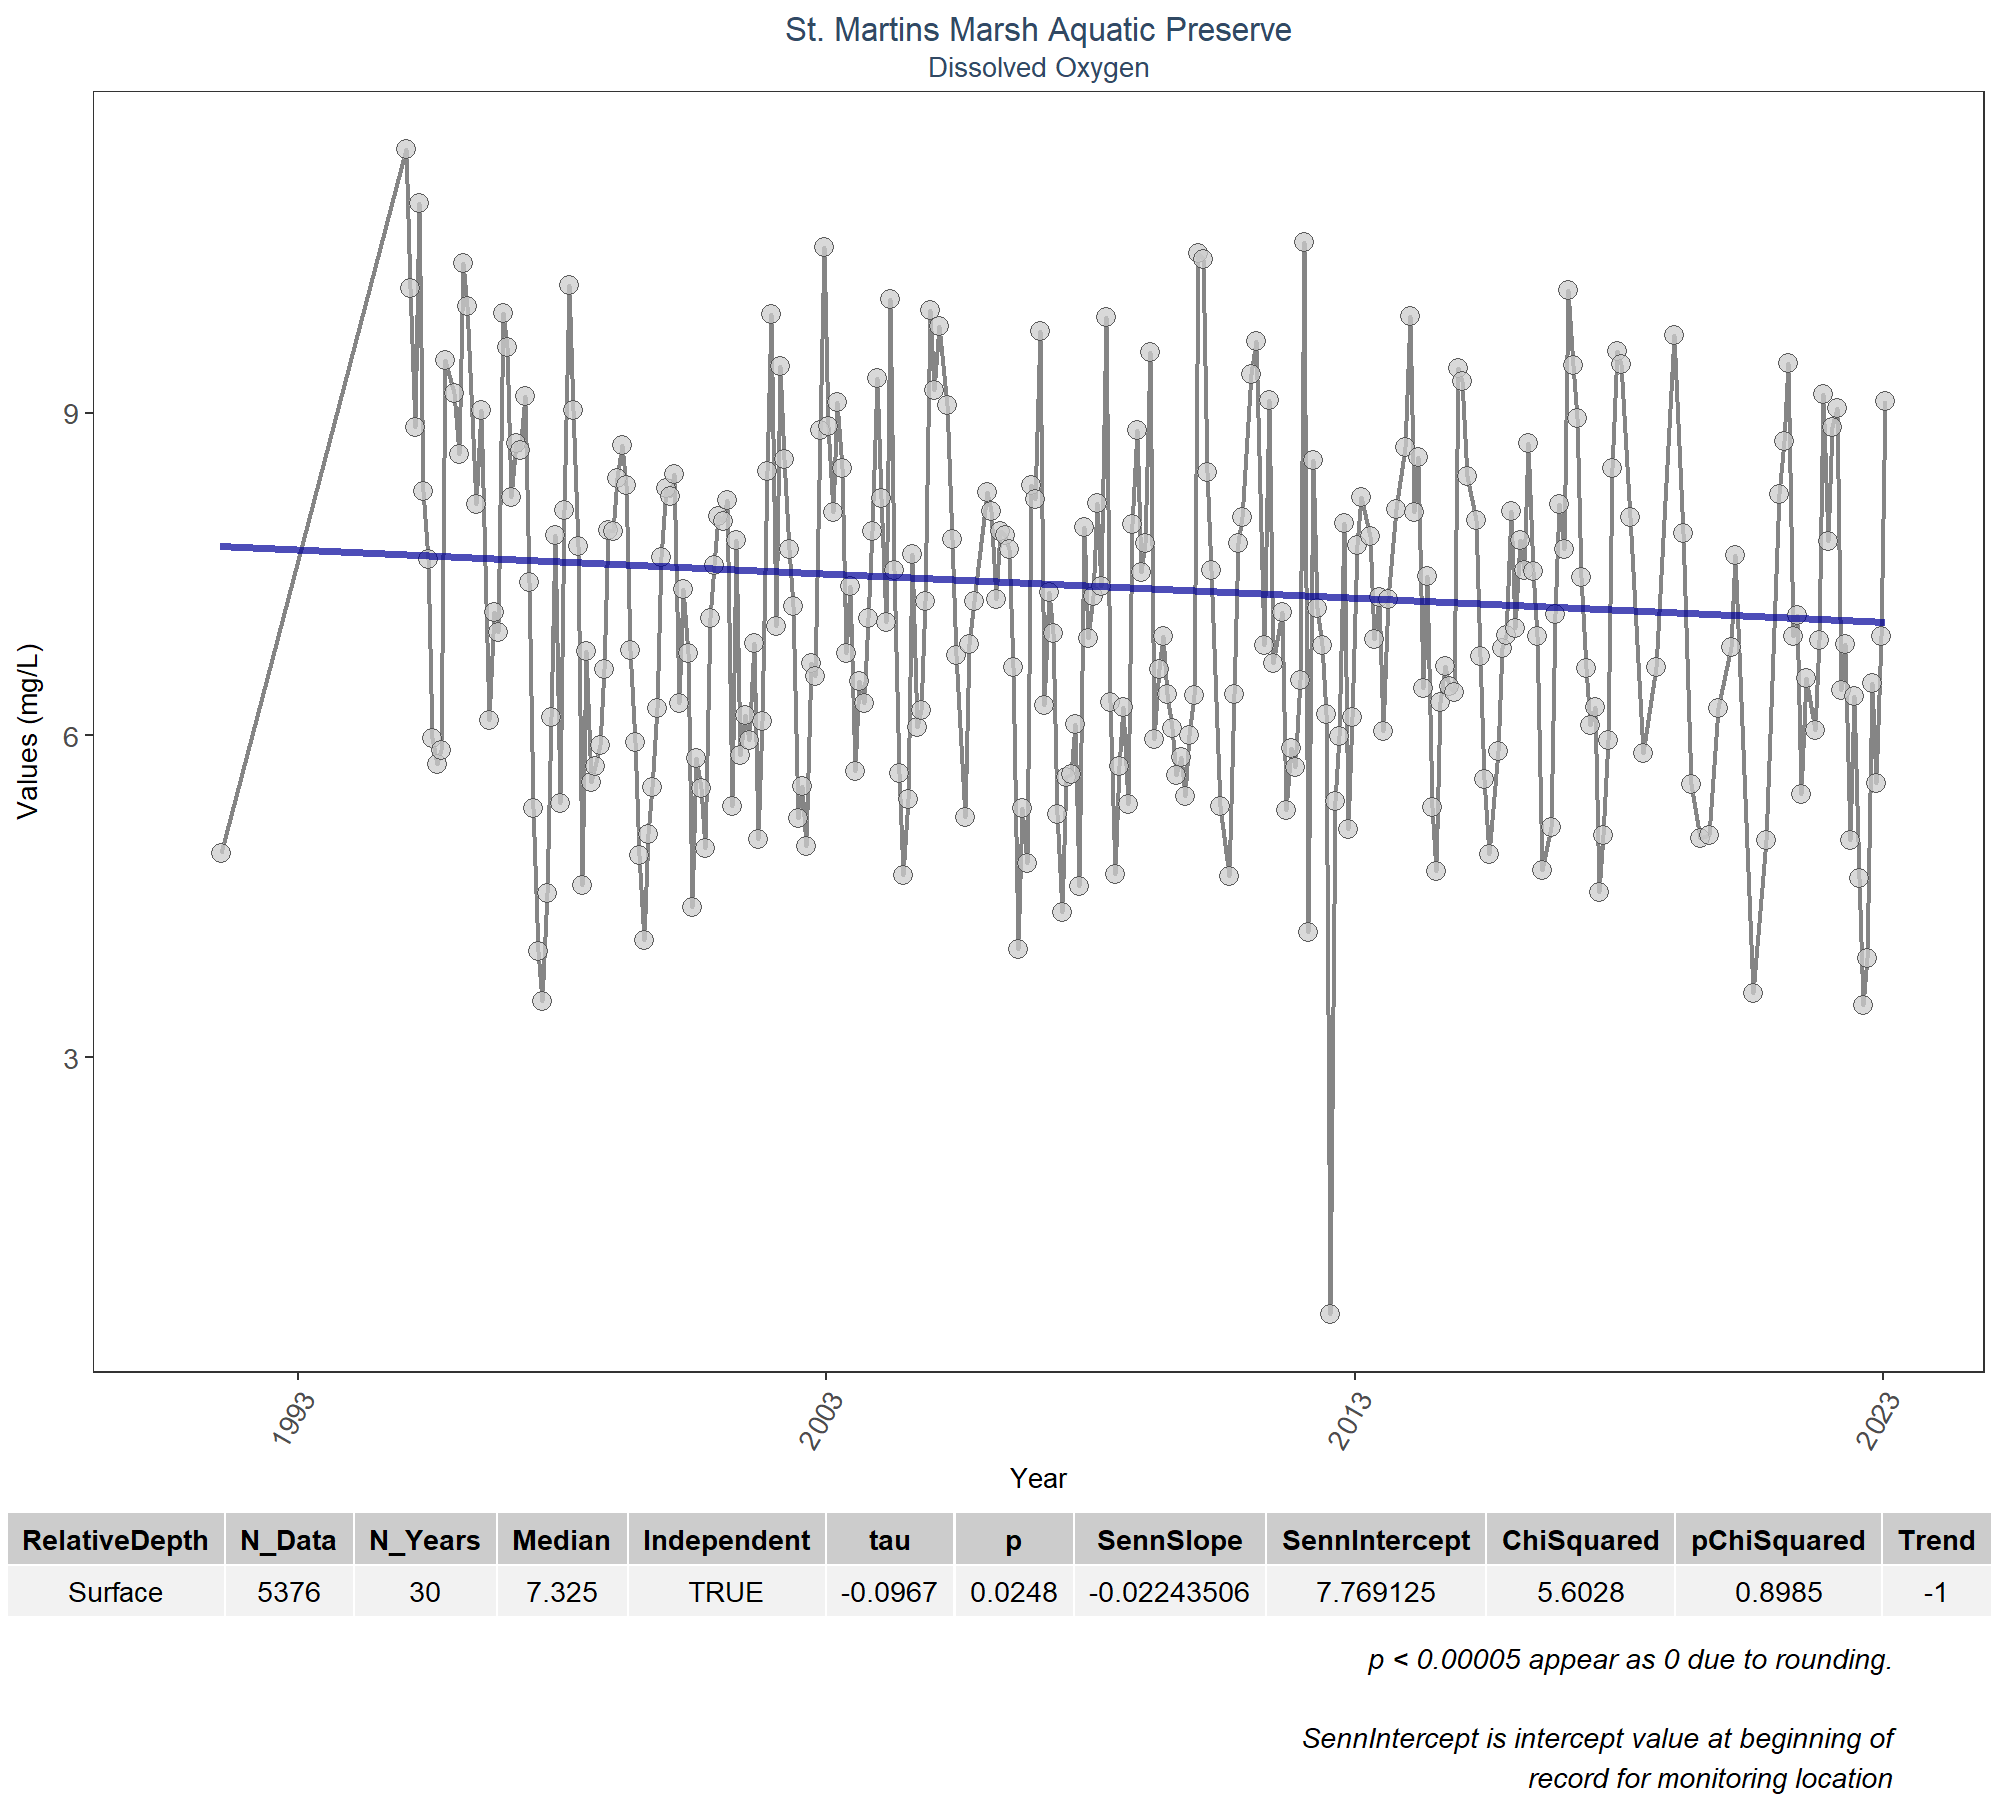 St. Martins Marsh Aquatic Preserve
Dissolved Oxygen
Values (mg/L)
9
6
3
1993
2003
2013
2023
Year
RelativeDepth N_Data N_Years Median Independent tau p SennSlope SennIntercept ChiSquared pChiSquared Trend
Surface 5376 30 7.325 TRUE -0.0967 0.0248 -0.02243506 7.769125 5.6028 0.8985 -1
p < 0.00005 appear as 0 due to rounding.
SennIntercept is intercept value at beginning of
record for monitoring location